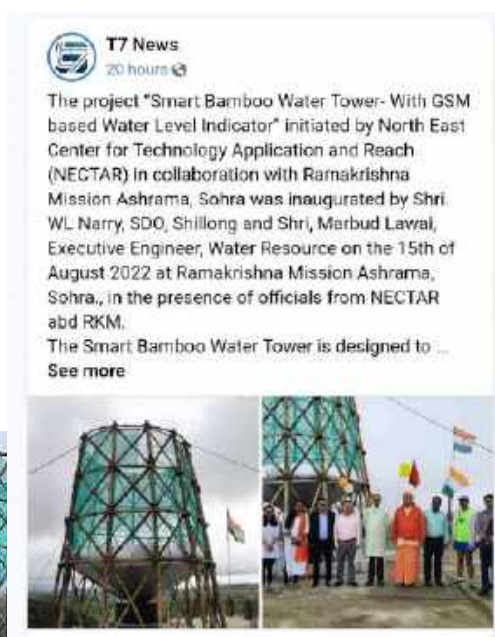 T7 News
20 hours
The project "Smart Bamboo Water Tower- With GSM
based Water Level Indicator" initiated by North East
Center for Technology Application and Reach
(NECTAR) in collaboration with Ramakrishna
Mission Ashrama, Sohra was inaugurated by Shri.
WL Narry, SDO, Shillong and Shri, Marbud Lawai,
Executive Engineer, Water Resource on the 15th of
August 2022 at Ramakrishna Mission Ashrama,
Sohra., in the presence of officials from NECTAR
abd RKM.
The Smart Bamboo Water Tower is designed to ...
See more